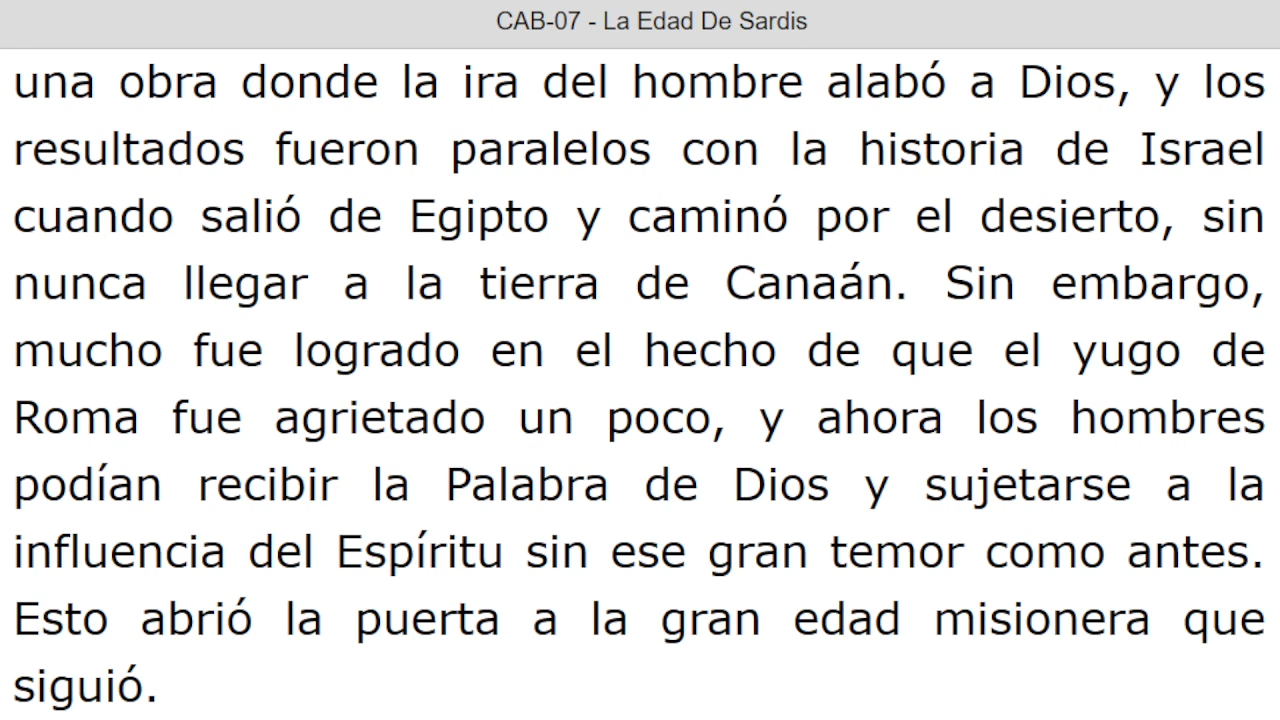 CAB-07 - La Edad De Sardis
una obra donde la ira del hombre alabó a Dios, y los
resultados fueron paralelos con la historia de Israel
cuando salió de Egipto y caminó por el desierto, sin
nunca llegar a la tierra de Canaán. Sin embargo,
mucho fue logrado en el hecho de que el yugo de
Roma fue agrietado un poco, y ahora los hombres
podían recibir la Palabra de Dios y sujetarse a la
influencia del Espíritu sin ese gran temor como antes.
Esto abrió la puerta a la gran edad misionera que
siguió.